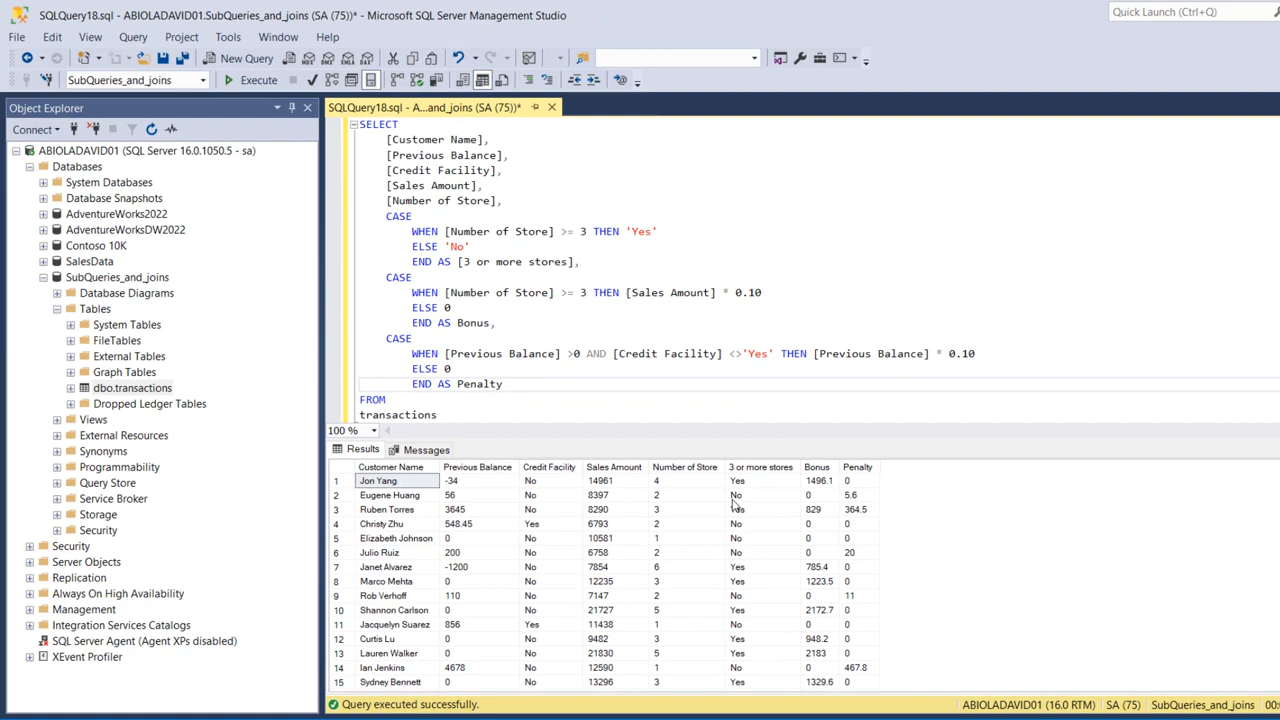 SQLQuery18.sql - ABIOLADAVID01.SubQueries_and_joins (SA (75))* - Microsoft SQL Server Management Studio
Quick Launch (Ctrl+Q)
File Edit View Query Project Tools Window Help
New Query
MDX DMX XMLA DAX
SubQueries_and_joins Execute
Object Explorer
Connect
ABIOLADAVID01 (SQL Server 16.0.1050.5 - sa)
Databases
System Databases
Database Snapshots
AdventureWorks2022
AdventureWorksDW2022
Contoso 10K
SalesData
SubQueries_and_joins
Database Diagrams
Tables
System Tables
FileTables
External Tables
Graph Tables
dbo.transactions
Dropped Ledger Tables
Views
External Resources
Synonyms
Programmability
Query Store
Service Broker
Storage
Security
Security
Server Objects
Replication
Always On High Availability
Management
Integration Services Catalogs
SQL Server Agent (Agent XPs disabled)
XEvent Profiler
SQLQuery18.sql - A...and_joins (SA (75))*
SELECT
[Customer Name],
[Previous Balance],
[Credit Facility],
[Sales Amount],
[Number of Store],
CASE
WHEN [Number of Store] >= 3 THEN 'Yes'
ELSE 'No'
END AS [3 or more stores],
CASE
WHEN [Number of Store] >= 3 THEN [Sales Amount] * 0.10
ELSE 0
END AS Bonus,
CASE
WHEN [Previous Balance] >0 AND [Credit Facility] <>'Yes' THEN [Previous Balance] * 0.10
ELSE 0
END AS Penalty
FROM
transactions
100 %
Results Messages
Customer Name Previous Balance Credit Facility Sales Amount Number of Store 3 or more stores Bonus Penalty
1 Jon Yang -34 No 14961 4 Yes 1496.1 0
2 Eugene Huang 56 No 8397 2 No 0 5.6
3 Ruben Torres 3645 No 8290 3 Yes 829 364.5
4 Christy Zhu 548.45 Yes 6793 2 No 0 0
5 Elizabeth Johnson 0 No 10581 1 No 0 0
6 Julio Ruiz 200 No 6758 2 No 0 20
7 Janet Alvarez -1200 No 7854 6 Yes 785.4 0
8 Marco Mehta 0 No 12235 3 Yes 1223.5 0
9 Rob Verhoff 110 No 7147 2 No 0 11
10 Shannon Carlson 0 No 21727 5 Yes 2172.7 0
11 Jacquelyn Suarez 856 Yes 11438 1 No 0 0
12 Curtis Lu 0 No 9482 3 Yes 948.2 0
13 Lauren Walker 0 No 21830 5 Yes 2183 0
14 Ian Jenkins 4678 No 12590 1 No 0 467.8
15 Sydney Bennett 0 No 13296 3 Yes 1329.6 0
Query executed successfully. ABIOLADAVID01 (16.0 RTM) SA (75) SubQueries_and_joins 00: